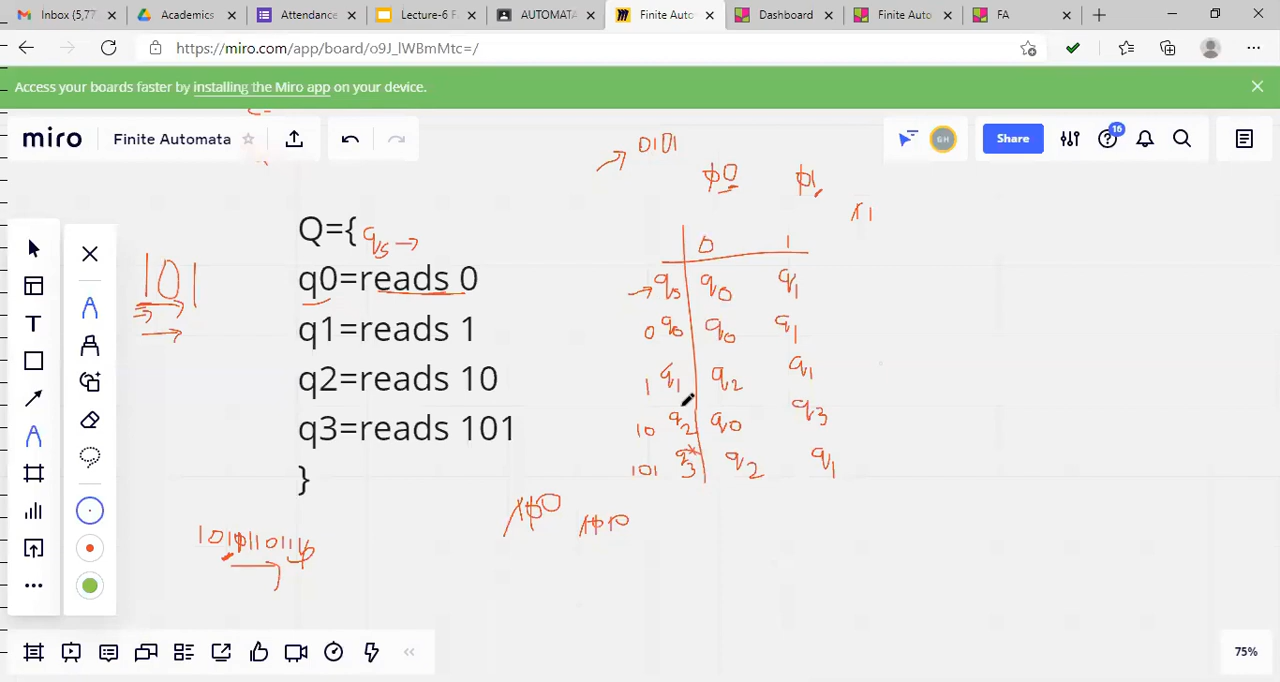 Inbox (5,77
Academics
Attendance
Lecture-6 F
AUTOMATA
Finite Auto
Dashboard
Finite Auto
FA
https://miro.com/app/board/o9J_lWBmMtc=/
Access your boards faster by installing the Miro app on your device.
miro
Finite Automata
GH
Share
16
0101
Q={ qs →
q0=reads 0
q1=reads 1
q2=reads 10
q3=reads 101
}
101
0 1
→ qs q0 q1
0 q0 q0 q1
1 q1 q2 q1
10 q2 q0 q3
101 q3* q2 q1
75%